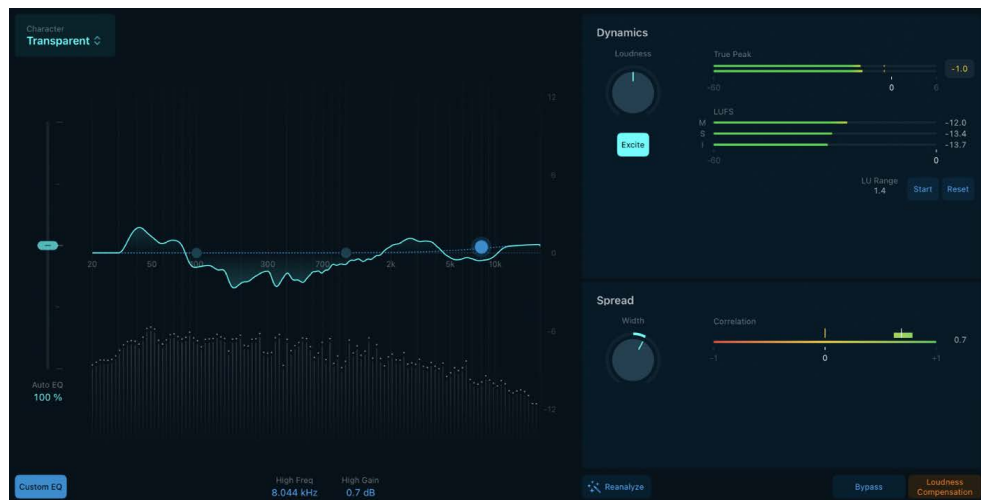 Character
Transparent
12
6
0
20
50
100
300
700
2k
5k
10k
-6
-12
Auto EQ
100 %
Custom EQ
High Freq
8.044 kHz
High Gain
0.7 dB
Dynamics
Loudness
Excite
True Peak
-1.0
-60
0
6
LUFS
M
-12.0
S
-13.4
I
-13.7
-60
0
LU Range
1.4
Start
Reset
Spread
Width
Correlation
0.7
-1
0
+1
Reanalyze
Bypass
Loudness
Compensation